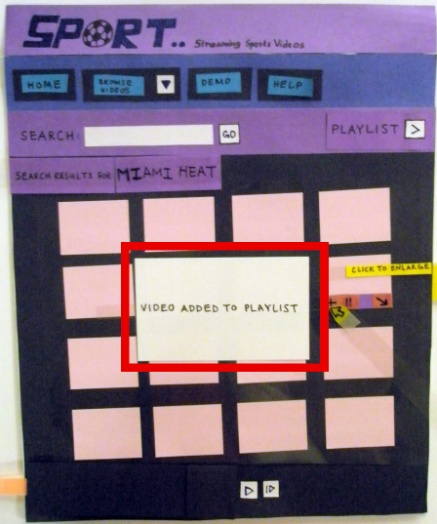 SPORT.. Streaming Sports Videos
HOME
BROWSE
VIDEOS
DEMO
HELP
SEARCH:
GO
PLAYLIST >
SEARCH RESULTS FOR MIAMI HEAT
CLICK TO ENLARGE
VIDEO ADDED TO PLAYLIST